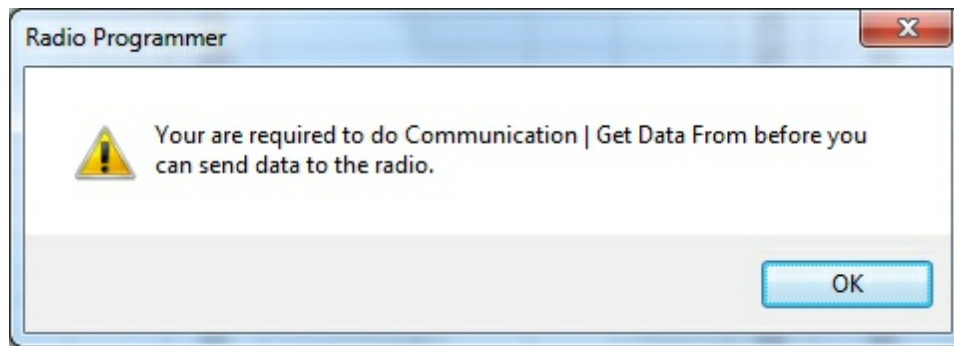 Radio Programmer
Your are required to do Communication | Get Data From before you
can send data to the radio.
OK